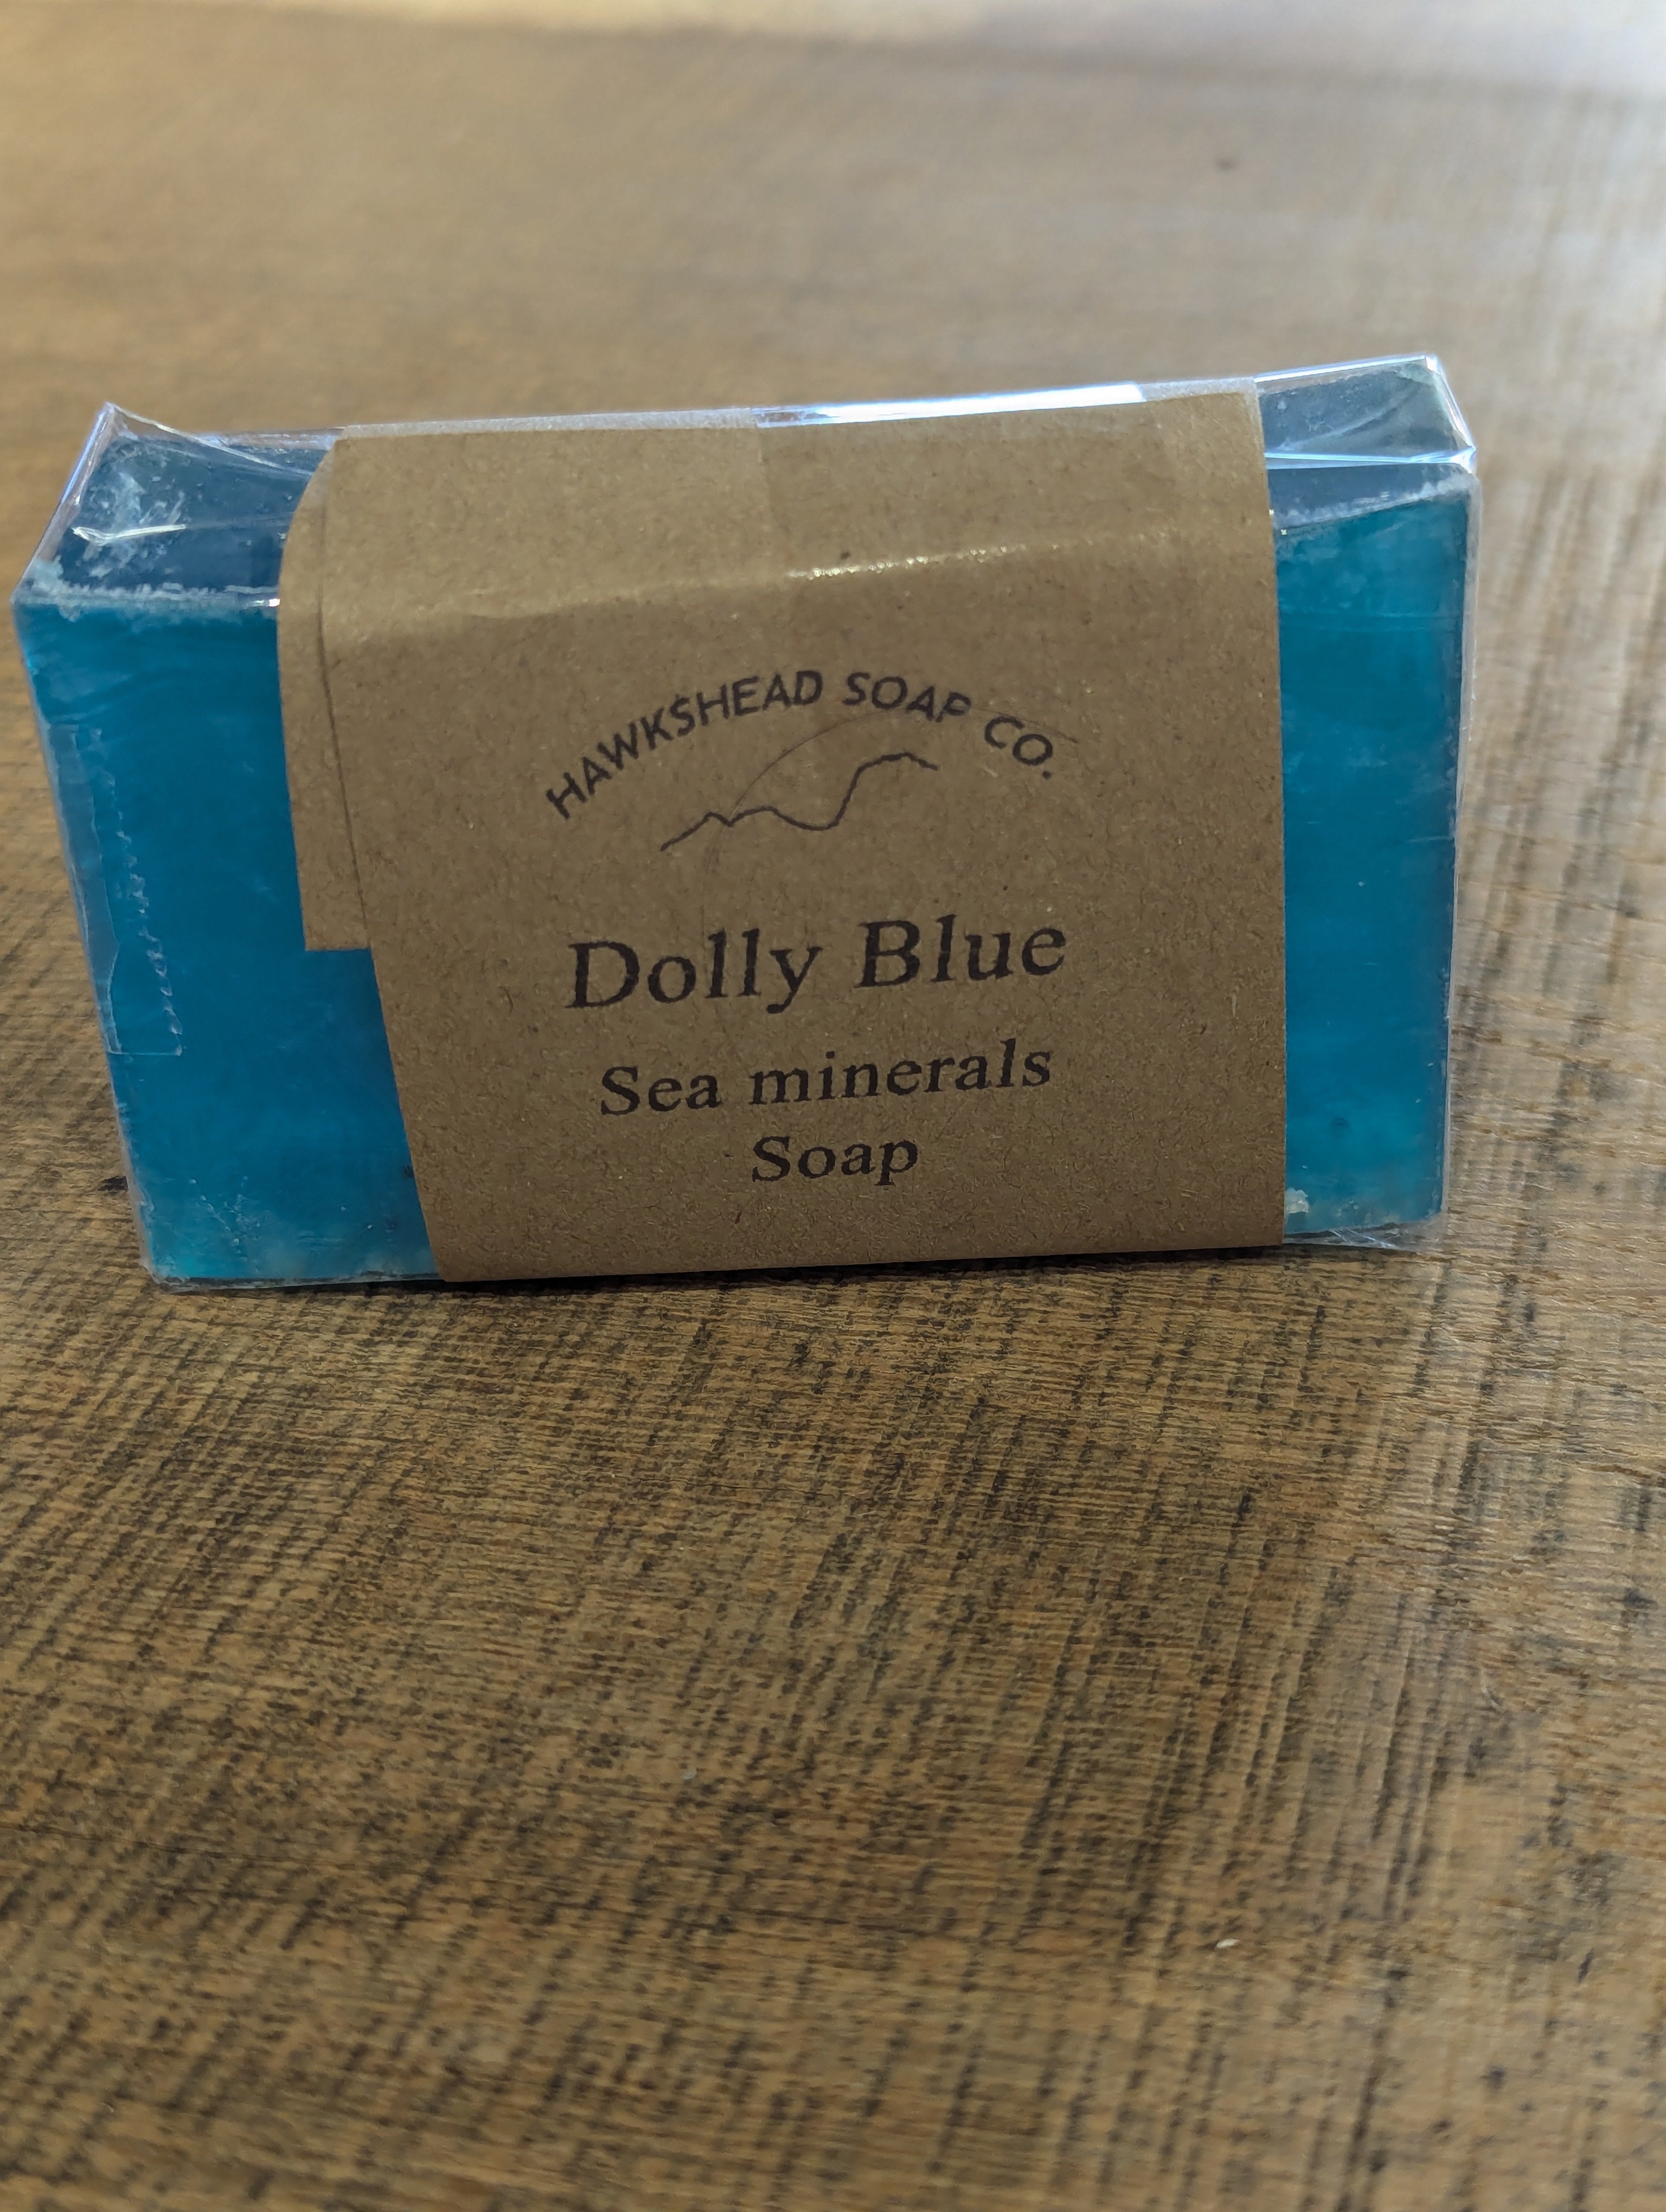 HAWKSHEAD SOAP CO.
Dolly Blue
Sea minerals
Soap